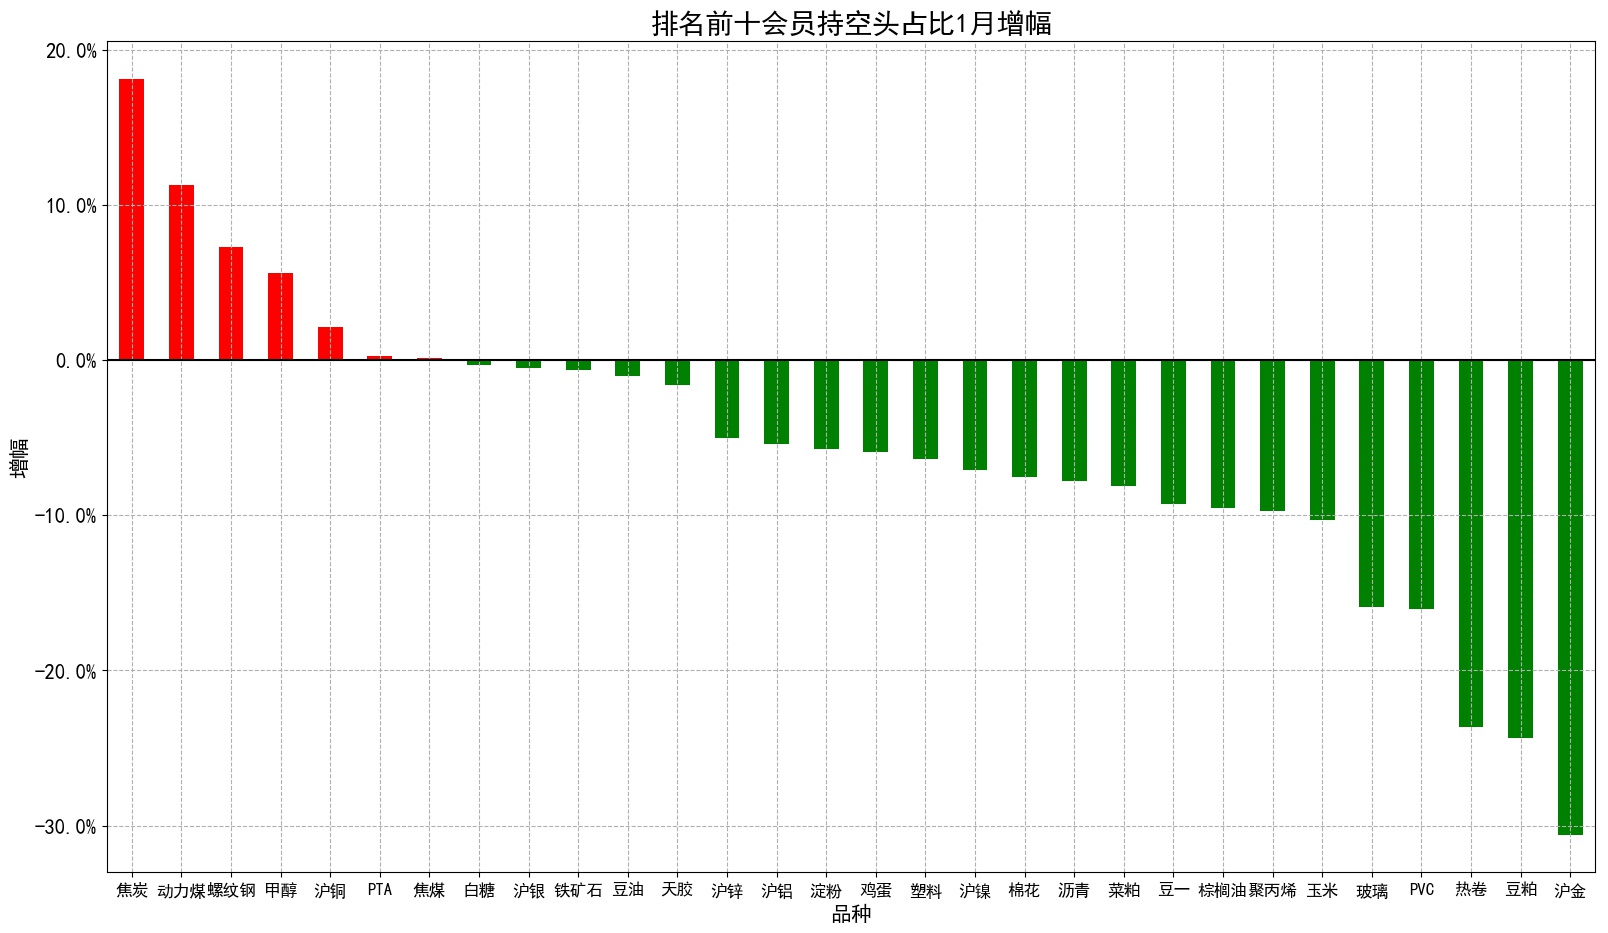 排名前十会员持空头占比1月增幅
20.0%
10.0%
0.0%
−10.0%
−20.0%
−30.0%
增幅
焦炭 动力煤 螺纹钢 甲醇 沪铜 PTA 焦煤 白糖 沪银 铁矿石 豆油 天胶 沪锌 沪铝 淀粉 鸡蛋 塑料 沪镍 棉花 沥青 菜粕 豆一 棕榈油 聚丙烯 玉米 玻璃 PVC 热卷 豆粕 沪金
品种